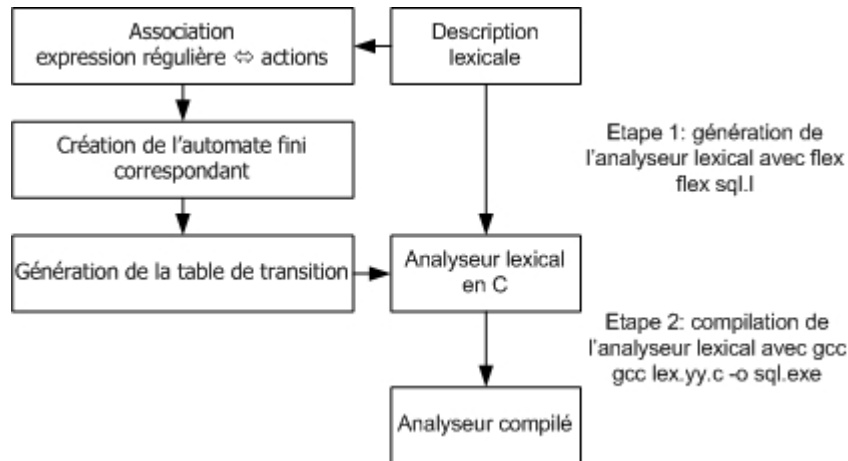 Association
expression régulière ⇔ actions
Description
lexicale
Création de l'automate fini
correspondant
Etape 1: génération de
l'analyseur lexical avec flex
flex sql.l
Génération de la table de transition
Analyseur lexical
en C
Etape 2: compilation de
l'analyseur lexical avec gcc
gcc lex.yy.c -o sql.exe
Analyseur compilé